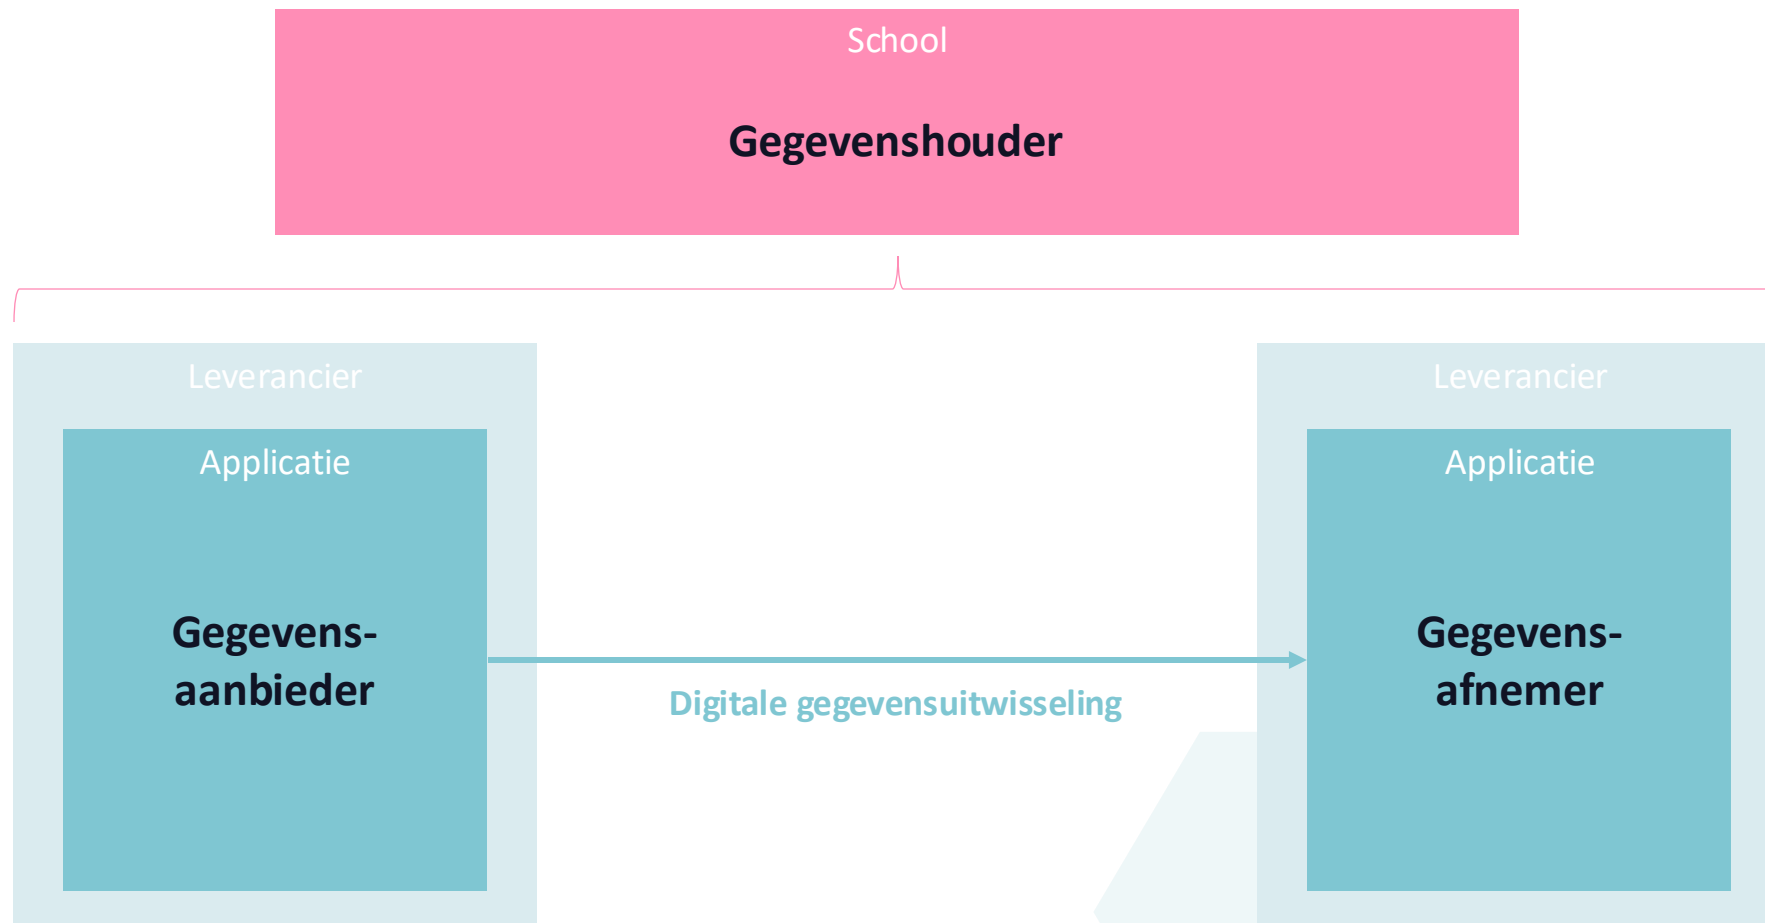 School
Gegevenshouder
Leverancier
Applicatie
Gegevens-
aanbieder
Digitale gegevensuitwisseling
Leverancier
Applicatie
Gegevens-
afnemer